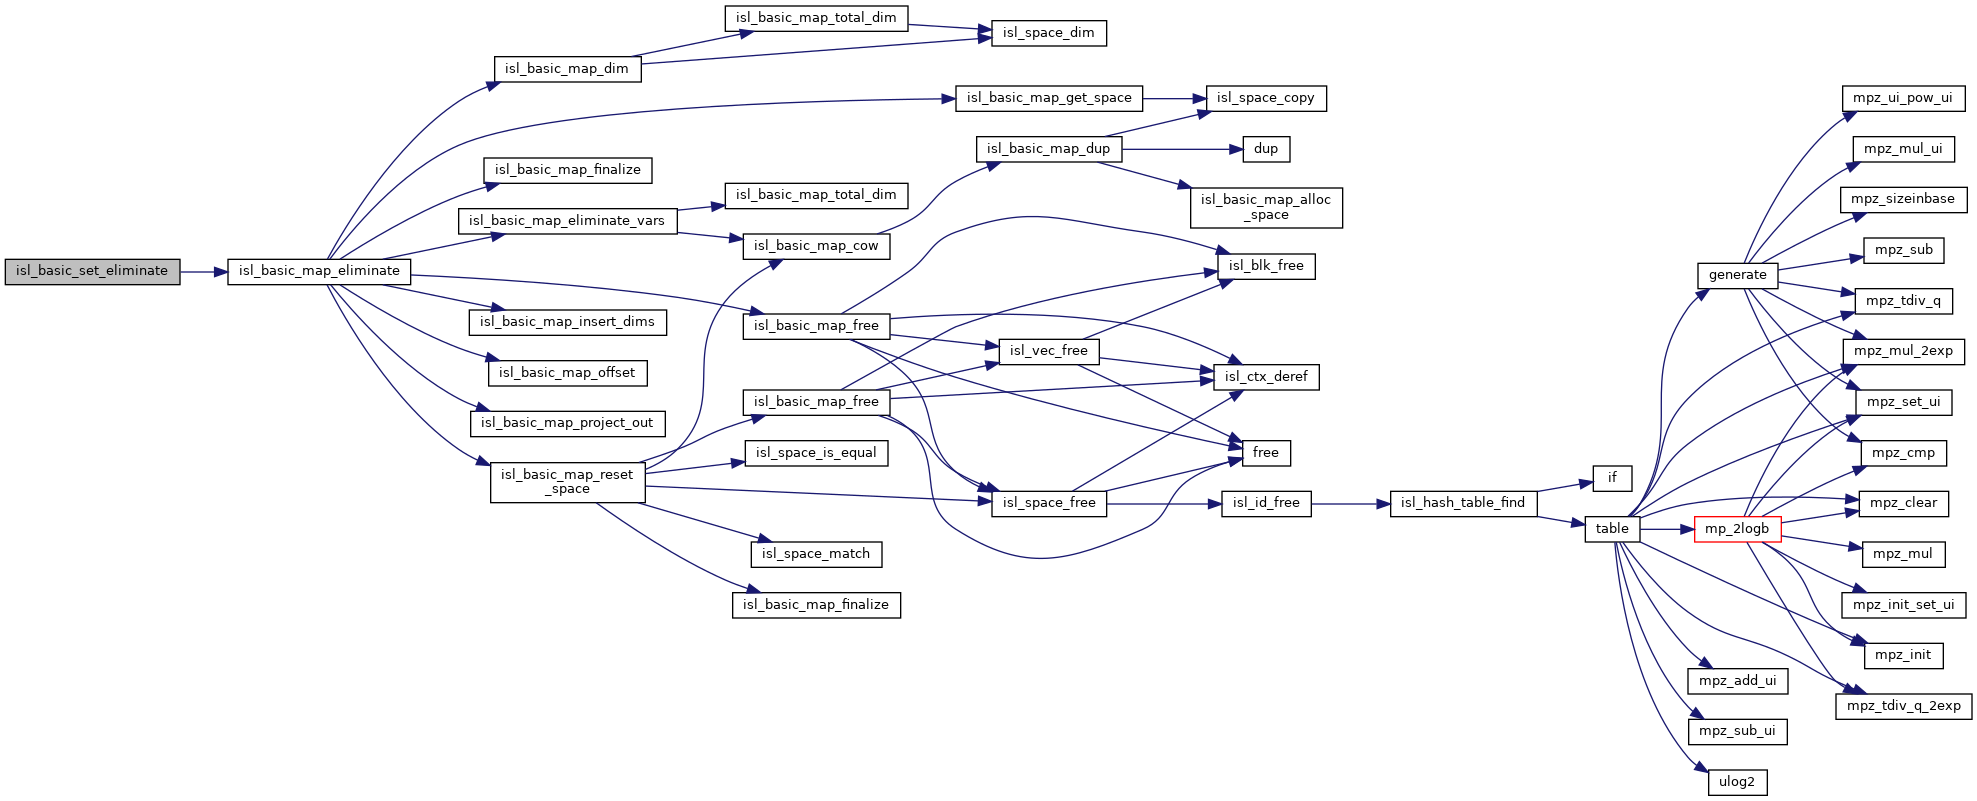 isl_basic_set_eliminate
isl_basic_map_eliminate
isl_basic_map_dim
isl_basic_map_get_space
isl_basic_map_finalize
isl_basic_map_eliminate_vars
isl_basic_map_insert_dims
isl_basic_map_offset
isl_basic_map_project_out
isl_basic_map_reset
_space
isl_basic_map_total_dim
isl_basic_map_total_dim
isl_basic_map_cow
isl_basic_map_free
isl_basic_map_free
isl_space_is_equal
isl_space_match
isl_basic_map_finalize
isl_space_dim
isl_basic_map_dup
isl_vec_free
isl_space_free
isl_space_copy
dup
isl_basic_map_alloc
_space
isl_blk_free
isl_ctx_deref
free
isl_id_free
isl_hash_table_find
if
table
generate
mp_2logb
mpz_add_ui
mpz_sub_ui
ulog2
mpz_ui_pow_ui
mpz_mul_ui
mpz_sizeinbase
mpz_sub
mpz_tdiv_q
mpz_mul_2exp
mpz_set_ui
mpz_cmp
mpz_clear
mpz_mul
mpz_init_set_ui
mpz_init
mpz_tdiv_q_2exp